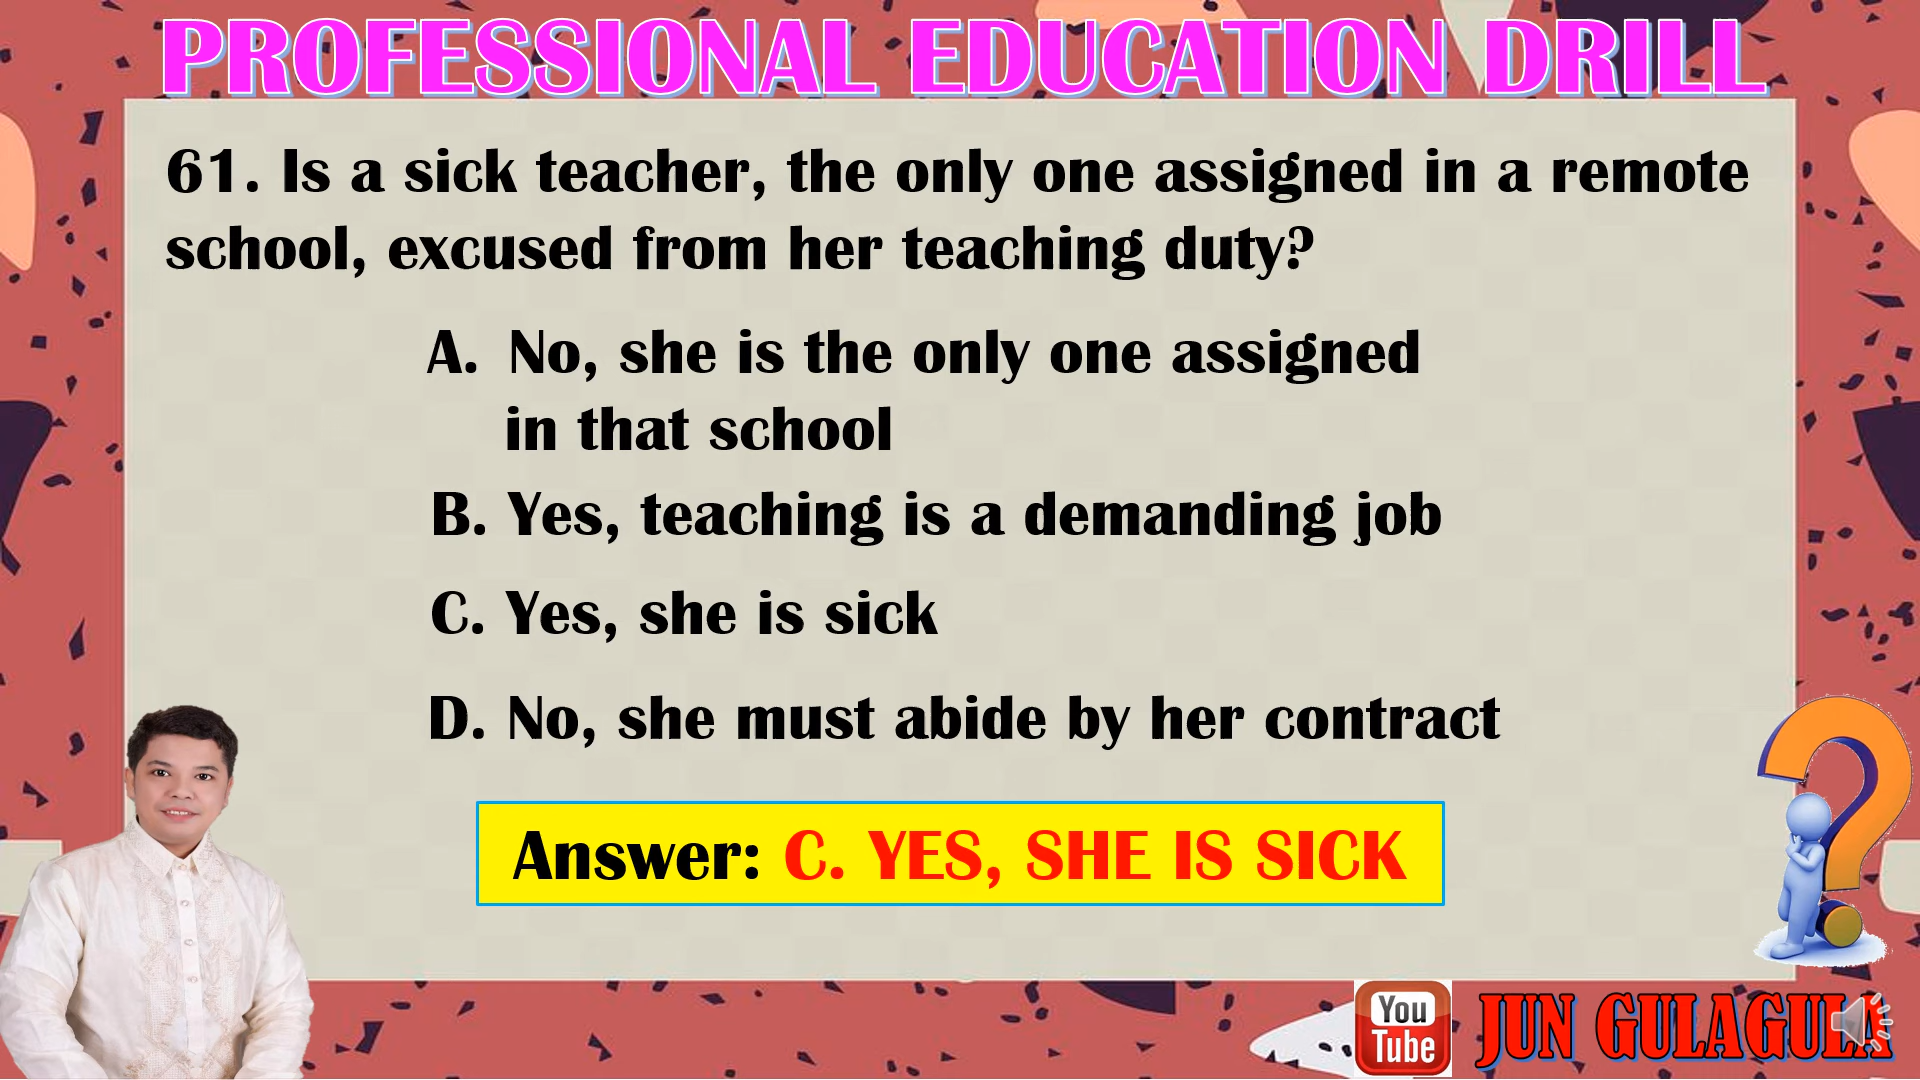 PROFESSIONAL EDUCATION DRILL
61. Is a sick teacher, the only one assigned in a remote
school, excused from her teaching duty?
A. No, she is the only one assigned
in that school
B. Yes, teaching is a demanding job
C. Yes, she is sick
D. No, she must abide by her contract
Answer: C. YES, SHE IS SICK
You
Tube
JUN GULAGULA